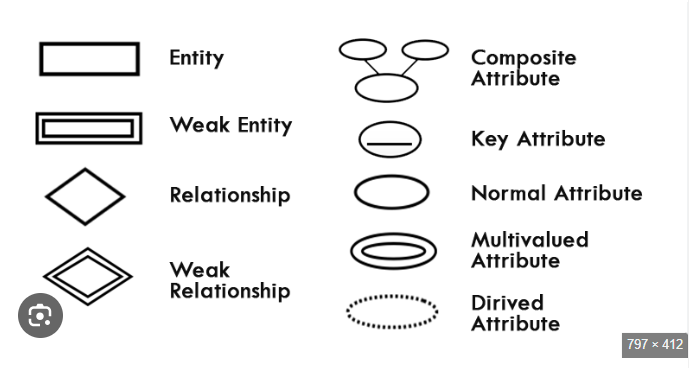 Entity
Weak Entity
Relationship
Weak
Relationship
Composite
Attribute
Key Attribute
Normal Attribute
Multivalued
Attribute
Dirived
Attribute
797 × 412